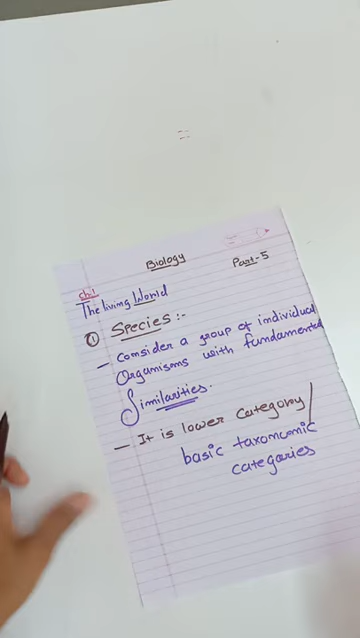 Biology
Part-5
Ch!
The living World
① Species :-
- Consider a group of individual
Organisms with fundamental
Similarities.
- It is lower category/
basic taxonomic
categories